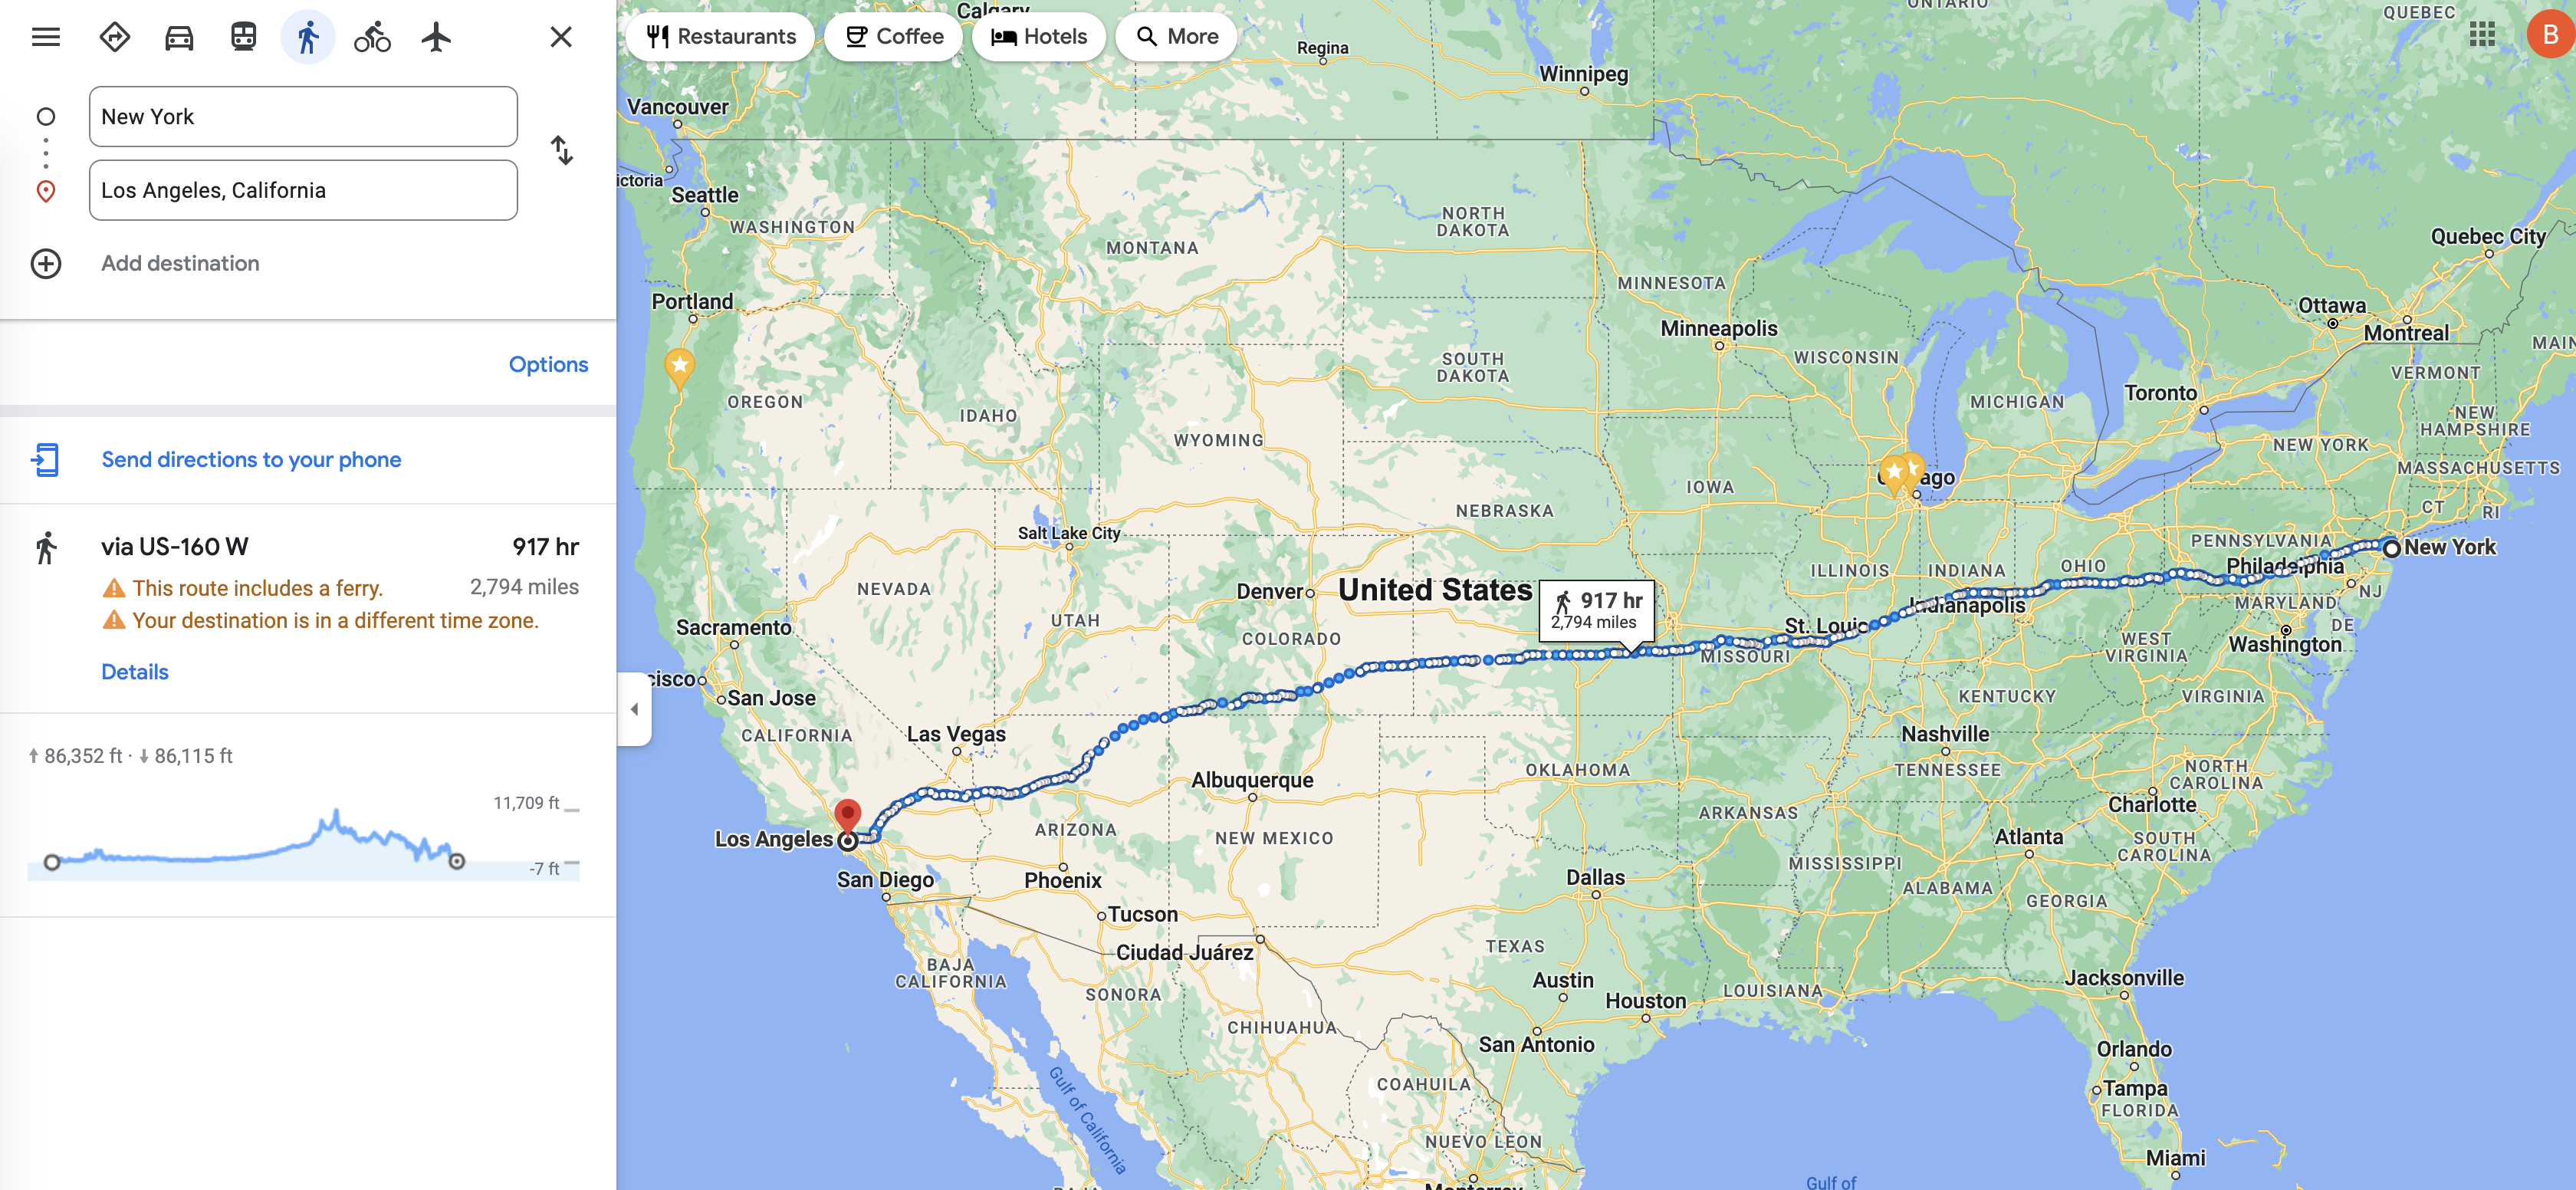 New York
Los Angeles, California
Add destination
Options
Send directions to your phone
via US-160 W
917 hr
This route includes a ferry.
2,794 miles
Your destination is in a different time zone.
Details
86,352 ft · 86,115 ft
11,709 ft
-7 ft
Restaurants
Coffee
Hotels
More
B
Calgary
Regina
Winnipeg
ONTARIO
QUEBEC
Vancouver
ictoria
Seattle
WASHINGTON
MONTANA
NORTH
DAKOTA
MINNESOTA
Quebec City
Portland
Minneapolis
Ottawa
Montreal
MAIN
OREGON
IDAHO
SOUTH
DAKOTA
WISCONSIN
MICHIGAN
Toronto
VERMONT
NEW
HAMPSHIRE
WYOMING
NEW YORK
MASSACHUSETTS
ago
IOWA
NEBRASKA
CT
RI
Salt Lake City
PENNSYLVANIA
New York
NEVADA
Denver
United States
917 hr
2,794 miles
ILLINOIS
INDIANA
OHIO
Philadelphia
NJ
Indianapolis
MARYLAND
DE
Sacramento
UTAH
COLORADO
St. Louis
WEST
VIRGINIA
Washington
MISSOURI
cisco
San Jose
KENTUCKY
VIRGINIA
CALIFORNIA
Las Vegas
Nashville
TENNESSEE
Albuquerque
OKLAHOMA
NORTH
CAROLINA
Charlotte
ARKANSAS
Los Angeles
ARIZONA
NEW MEXICO
Atlanta
SOUTH
CAROLINA
San Diego
Phoenix
Dallas
MISSISSIPPI
ALABAMA
GEORGIA
Tucson
Ciudad Juárez
TEXAS
BAJA
CALIFORNIA
SONORA
Austin
Houston
LOUISIANA
Jacksonville
CHIHUAHUA
San Antonio
Orlando
Gulf of California
COAHUILA
Tampa
FLORIDA
NUEVO LEON
Miami
Monterrey
Gulf of